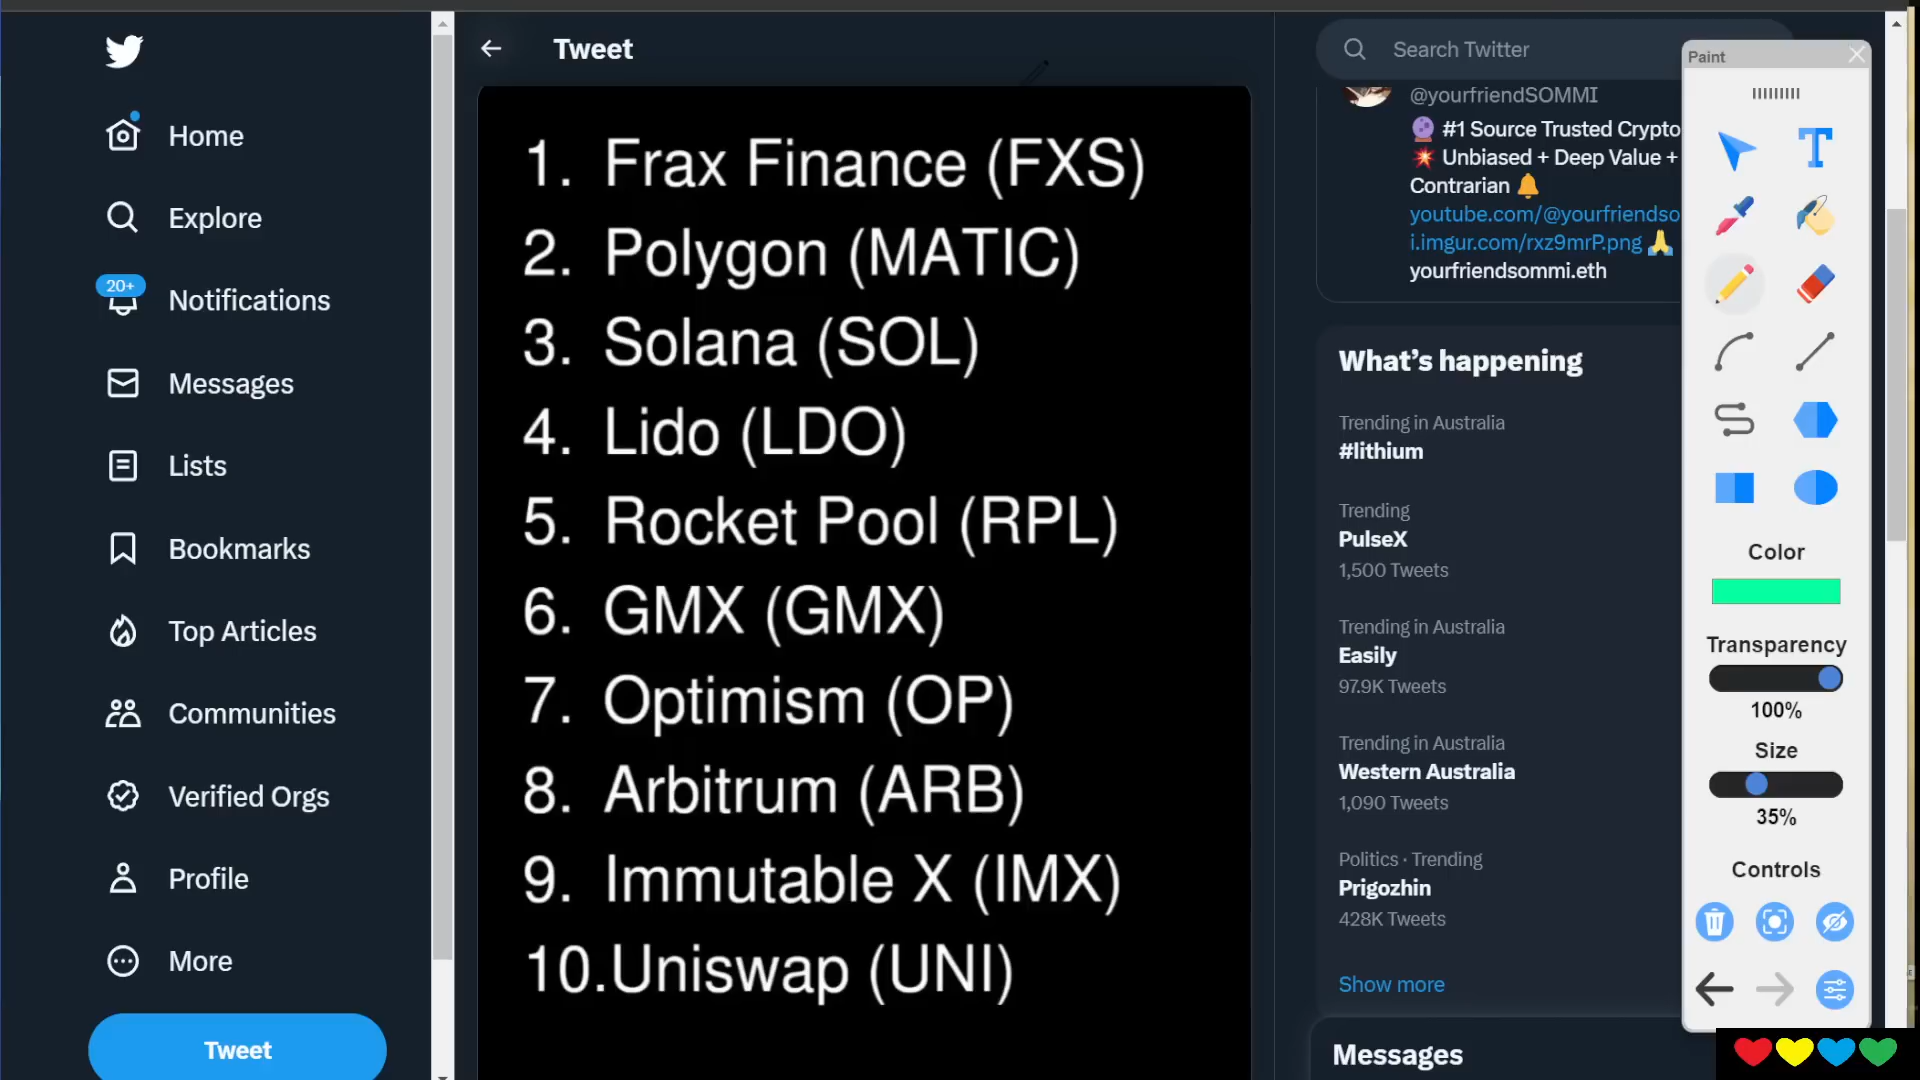 Home
Explore
20+
Notifications
Messages
Lists
Bookmarks
Top Articles
Communities
Verified Orgs
Profile
More
Tweet
Tweet
1. Frax Finance (FXS)
2. Polygon (MATIC)
3. Solana (SOL)
4. Lido (LDO)
5. Rocket Pool (RPL)
6. GMX (GMX)
7. Optimism (OP)
8. Arbitrum (ARB)
9. Immutable X (IMX)
10.Uniswap (UNI)
Search Twitter
@yourfriendSOMMI
#1 Source Trusted Crypto
Unbiased + Deep Value +
Contrarian
youtube.com/@yourfriendso
i.imgur.com/rxz9mrP.png
yourfriendsommi.eth
What's happening
Trending in Australia
#lithium
Trending
PulseX
1,500 Tweets
Trending in Australia
Easily
97.9K Tweets
Trending in Australia
Western Australia
1,090 Tweets
Politics · Trending
Prigozhin
428K Tweets
Show more
Messages
Paint
T
Color
Transparency
100%
Size
35%
Controls